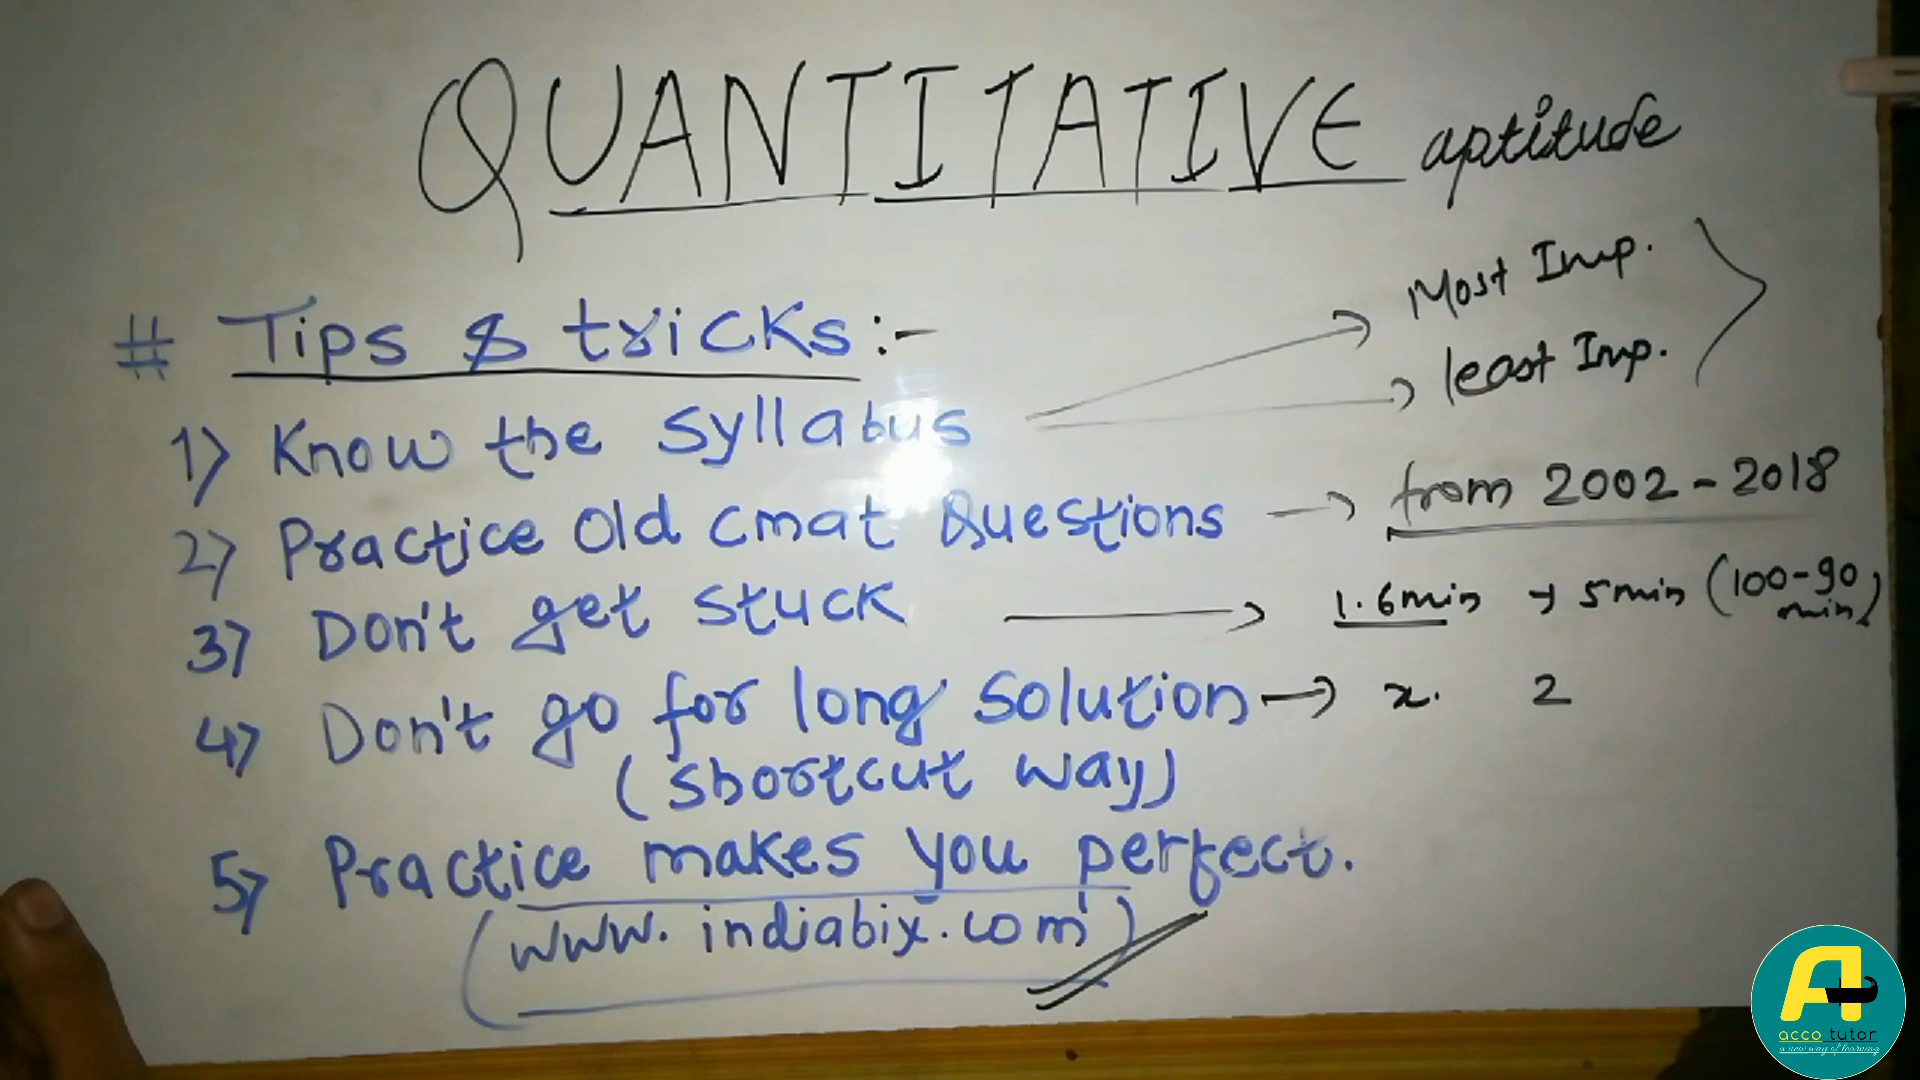 QUANTITATIVE aptitude
# Tips & tricks :-
1) Know the syllabus → Most Imp.
→ least Imp.
2) Practice Old cmat Questions → from 2002 - 2018
3) Don't get stuck → 1.6min → 5min (100-90 min)
4) Don't go for long solution → x. 2
(shortcut way)
5) Practice makes you perfect.
(www.indiabix.com)
acco tutor
a new way of learning